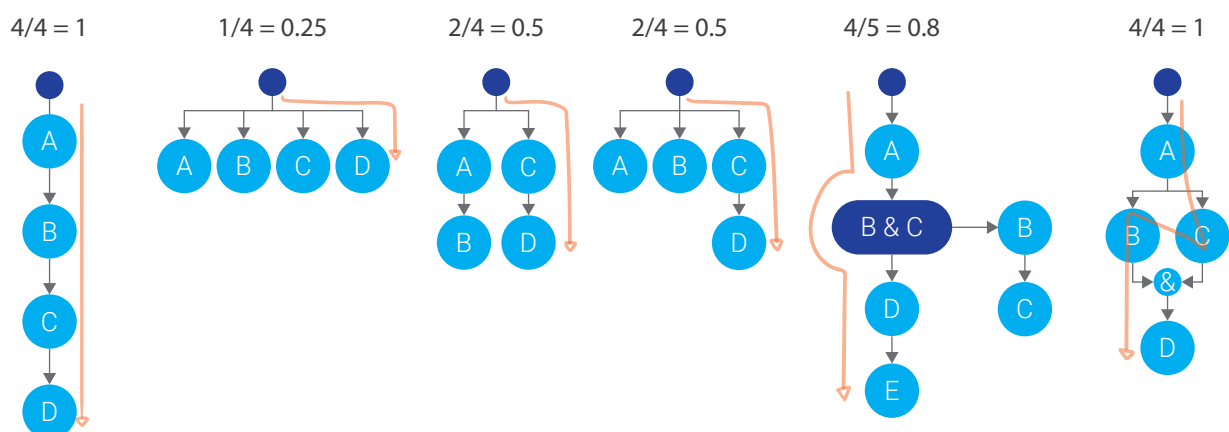 4/4 = 1
1/4 = 0.25
2/4 = 0.5
2/4 = 0.5
4/5 = 0.8
4/4 = 1
A
B
C
D
A B C D
A C
B D
A B C
D
A
B & C
B
C
D
E
A
B C
&
D